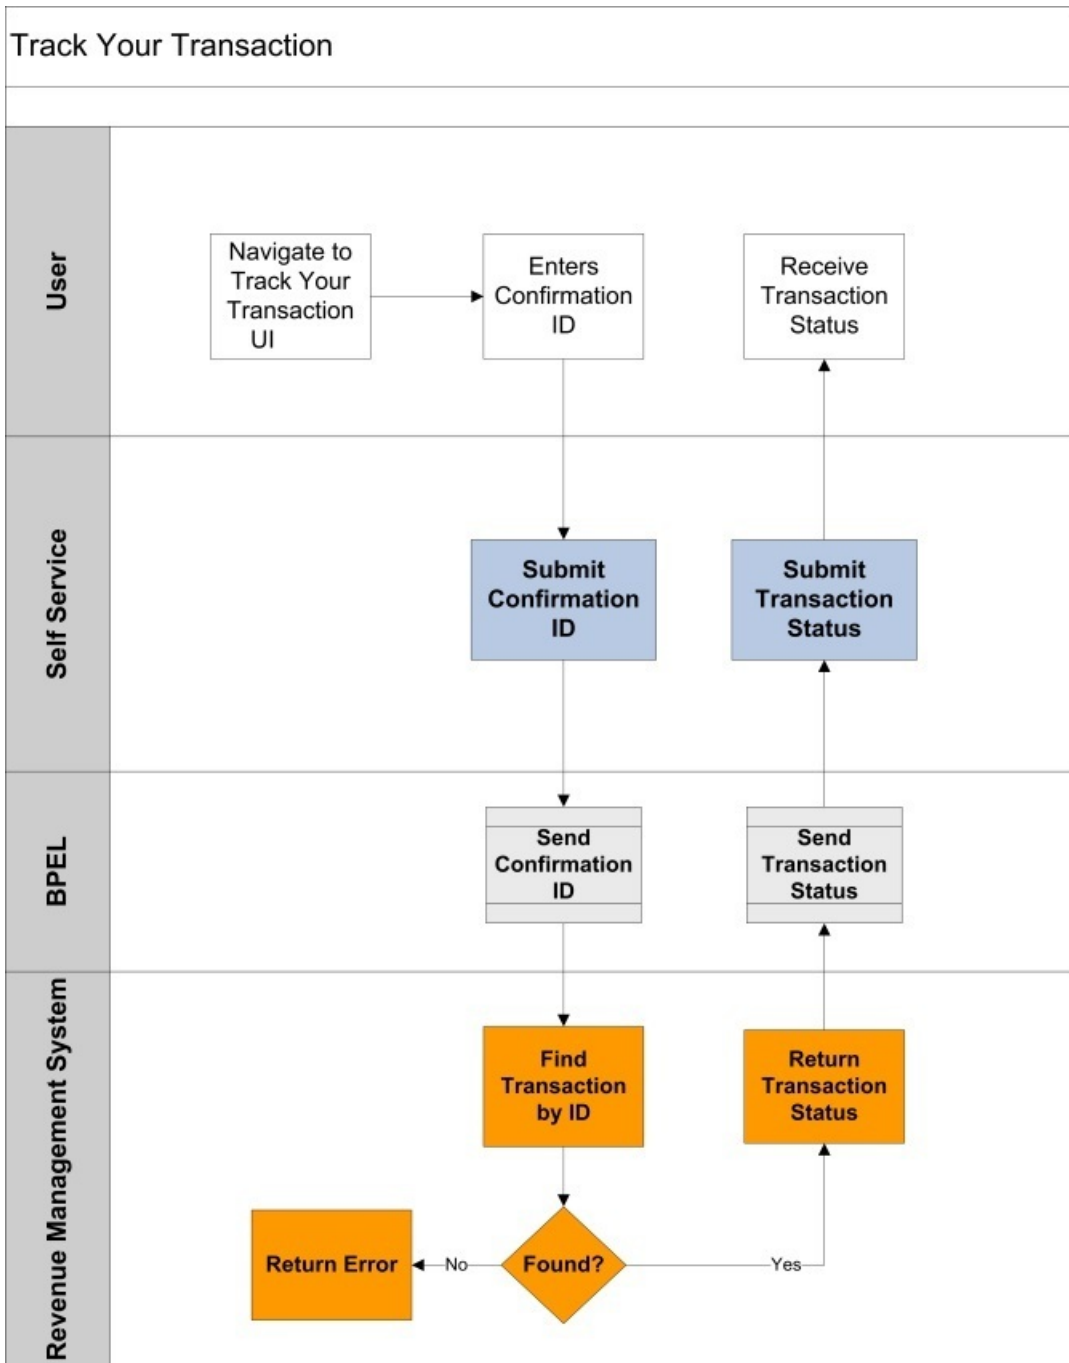 Track Your Transaction
User
Navigate to
Track Your
Transaction
UI
Enters
Confirmation
ID
Receive
Transaction
Status
Self Service
Submit
Confirmation
ID
Submit
Transaction
Status
BPEL
Send
Confirmation
ID
Send
Transaction
Status
Revenue Management System
Find
Transaction
by ID
Return
Transaction
Status
Return Error
No
Found?
Yes